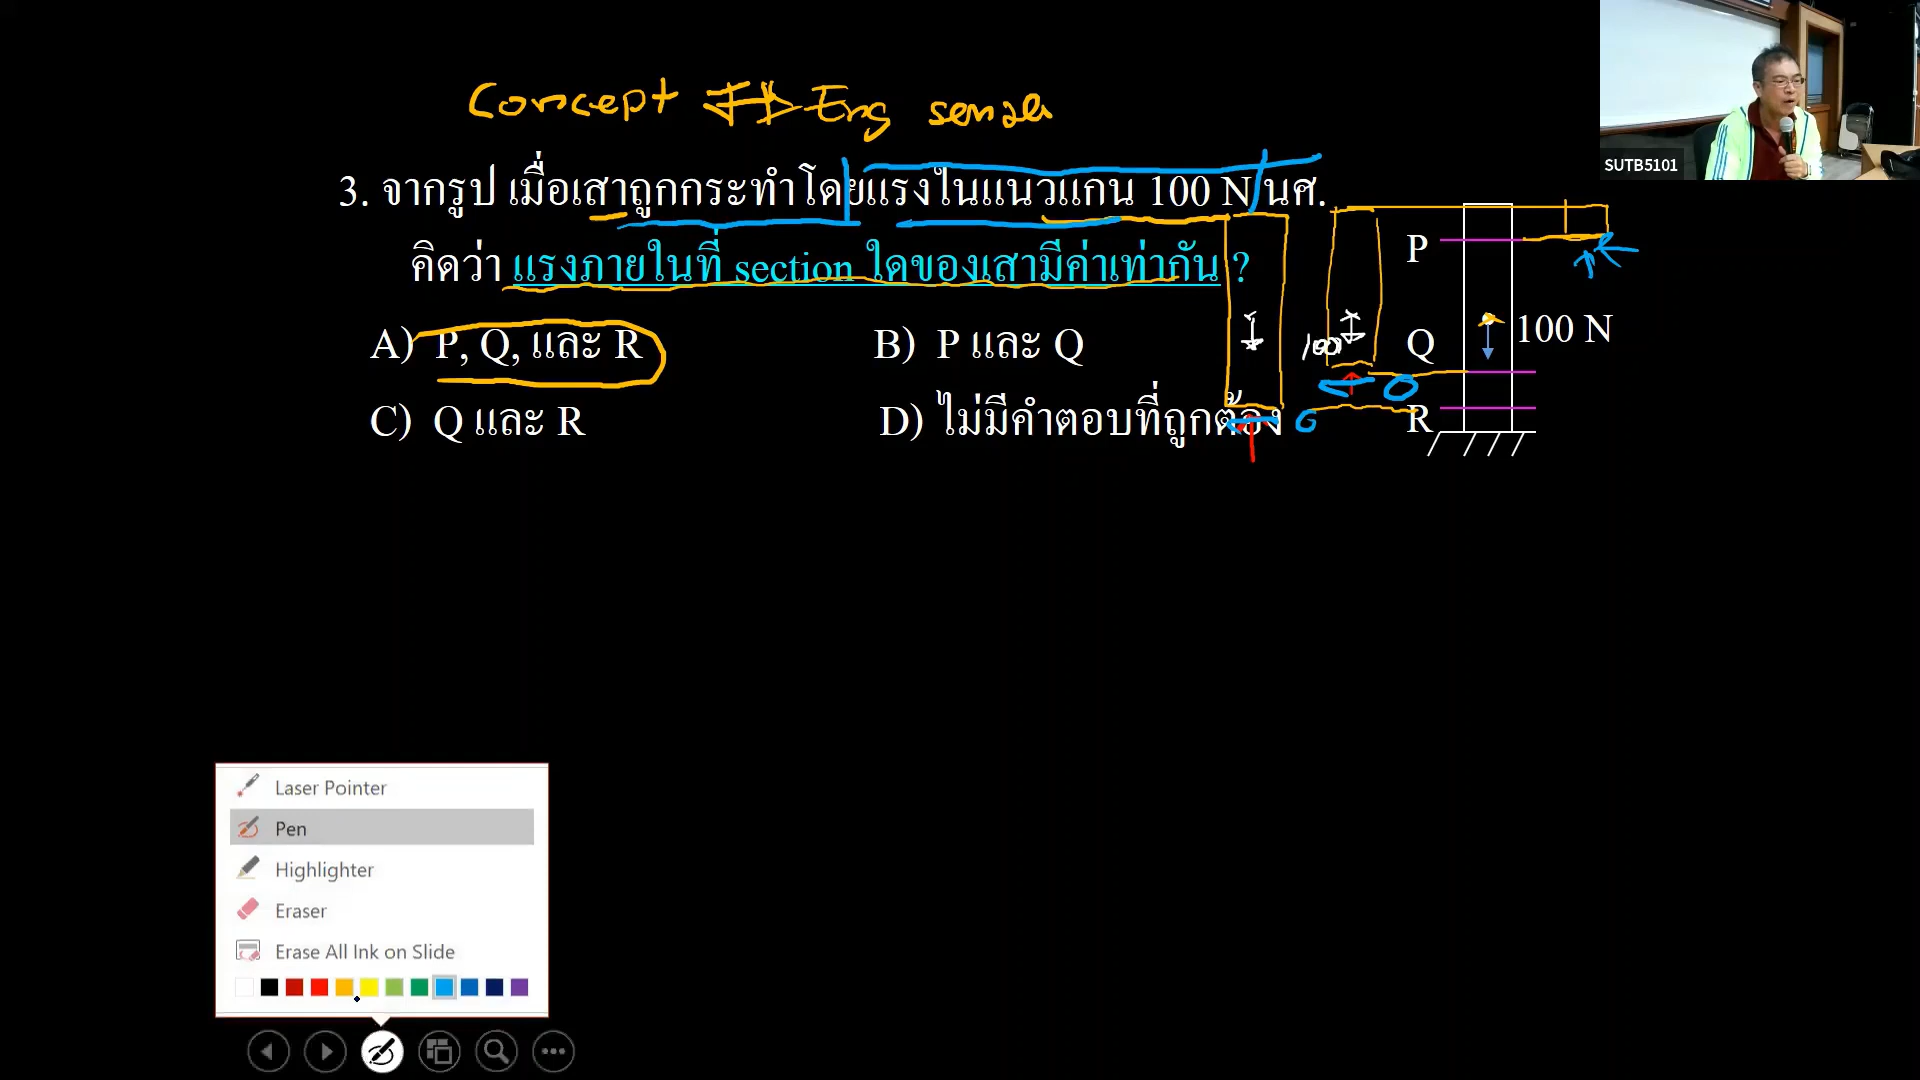 SUTB5101
Concept Eng sense
3. จากรูป เมื่อเสาถูกกระทำโดยแรงในแนวแกน 100 N นศ.
คิดว่า แรงภายในที่ section ใดของเสามีค่าเท่ากัน ?
A) P, Q, และ R
B) P และ Q
C) Q และ R
D) ไม่มีคำตอบที่ถูกต้อง
P
100 N
Q
100
R
Laser Pointer
Pen
Highlighter
Eraser
Erase All Ink on Slide